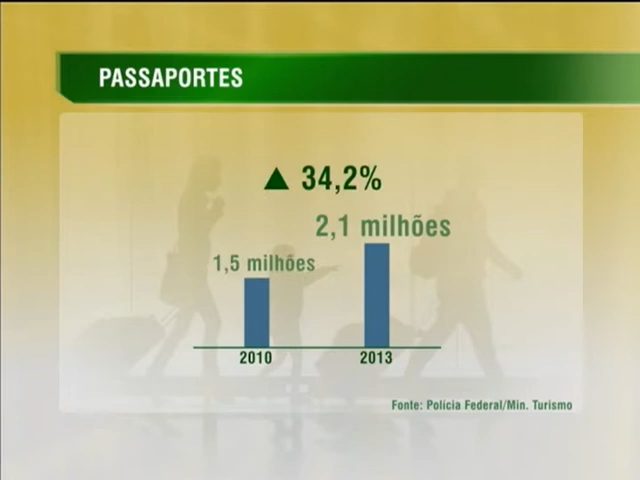 PASSAPORTES
▲ 34,2%
2,1 milhões
1,5 milhões
2010 2013
Fonte: Polícia Federal/Min. Turismo